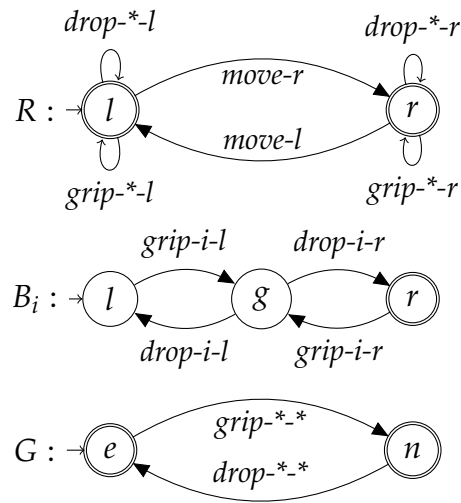 drop-*-l drop-*-r
move-r
R : l r
move-l
grip-*-l grip-*-r
grip-i-l drop-i-r
B_i : l g r
drop-i-l grip-i-r
grip-*-*
G : e n
drop-*-*